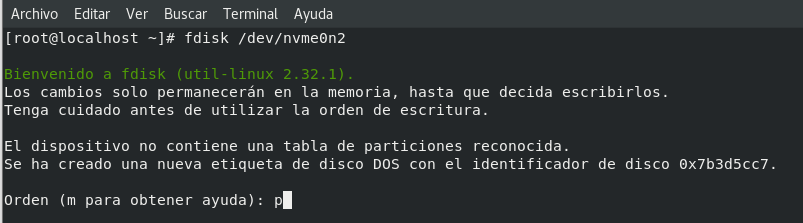 Archivo Editar Ver Buscar Terminal Ayuda
[root@localhost ~]# fdisk /dev/nvme0n2
Bienvenido a fdisk (util-linux 2.32.1).
Los cambios solo permanecerán en la memoria, hasta que decida escribirlos.
Tenga cuidado antes de utilizar la orden de escritura.
El dispositivo no contiene una tabla de particiones reconocida.
Se ha creado una nueva etiqueta de disco DOS con el identificador de disco 0x7b3d5cc7.
Orden (m para obtener ayuda): p